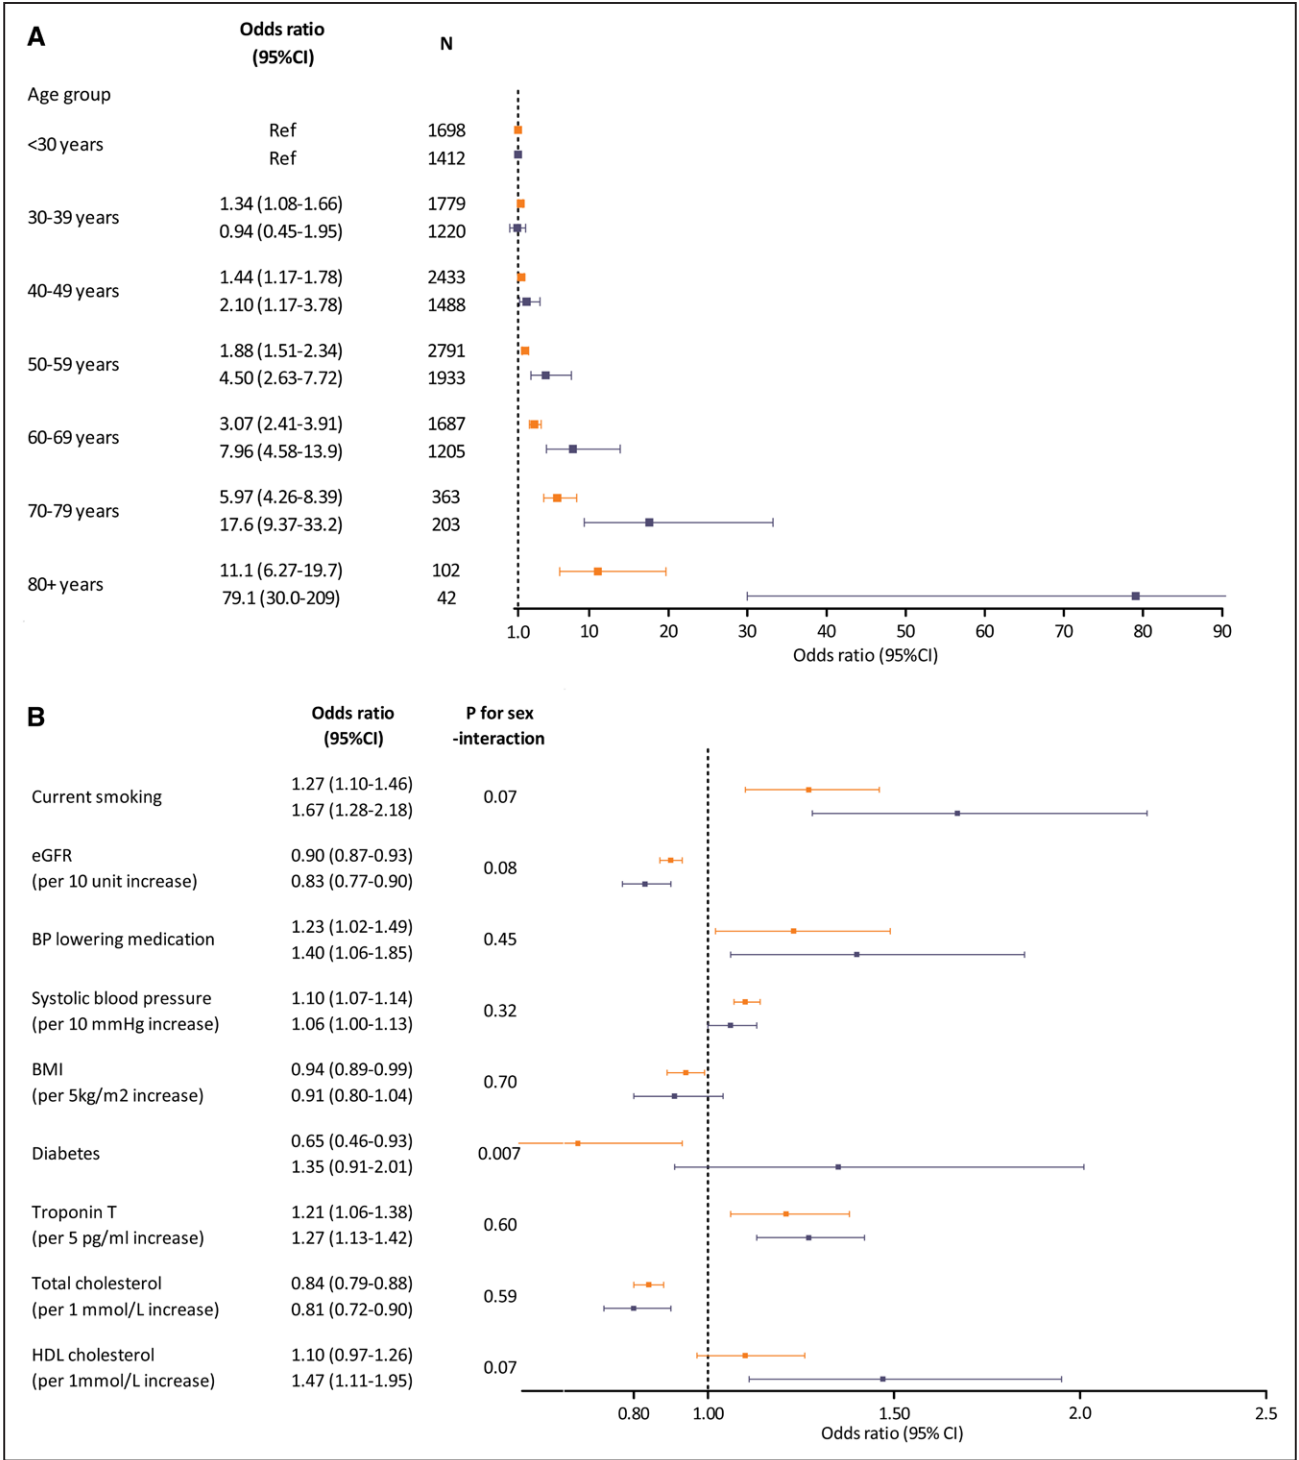 A
Odds ratio
(95%CI)
N
Age group
<30 years
Ref 1698
Ref 1412
30-39 years
1.34 (1.08-1.66) 1779
0.94 (0.45-1.95) 1220
40-49 years
1.44 (1.17-1.78) 2433
2.10 (1.17-3.78) 1488
50-59 years
1.88 (1.51-2.34) 2791
4.50 (2.63-7.72) 1933
60-69 years
3.07 (2.41-3.91) 1687
7.96 (4.58-13.9) 1205
70-79 years
5.97 (4.26-8.39) 363
17.6 (9.37-33.2) 203
80+ years
11.1 (6.27-19.7) 102
79.1 (30.0-209) 42
1.0 10 20 30 40 50 60 70 80 90
Odds ratio (95%CI)
B
Odds ratio
(95%CI)
P for sex
-interaction
Current smoking
1.27 (1.10-1.46)
1.67 (1.28-2.18)
0.07
eGFR
(per 10 unit increase)
0.90 (0.87-0.93)
0.83 (0.77-0.90)
0.08
BP lowering medication
1.23 (1.02-1.49)
1.40 (1.06-1.85)
0.45
Systolic blood pressure
(per 10 mmHg increase)
1.10 (1.07-1.14)
1.06 (1.00-1.13)
0.32
BMI
(per 5kg/m2 increase)
0.94 (0.89-0.99)
0.91 (0.80-1.04)
0.70
Diabetes
0.65 (0.46-0.93)
1.35 (0.91-2.01)
0.007
Troponin T
(per 5 pg/ml increase)
1.21 (1.06-1.38)
1.27 (1.13-1.42)
0.60
Total cholesterol
(per 1 mmol/L increase)
0.84 (0.79-0.88)
0.81 (0.72-0.90)
0.59
HDL cholesterol
(per 1mmol/L increase)
1.10 (0.97-1.26)
1.47 (1.11-1.95)
0.07
0.80 1.00 1.50 2.0 2.5
Odds ratio (95% CI)